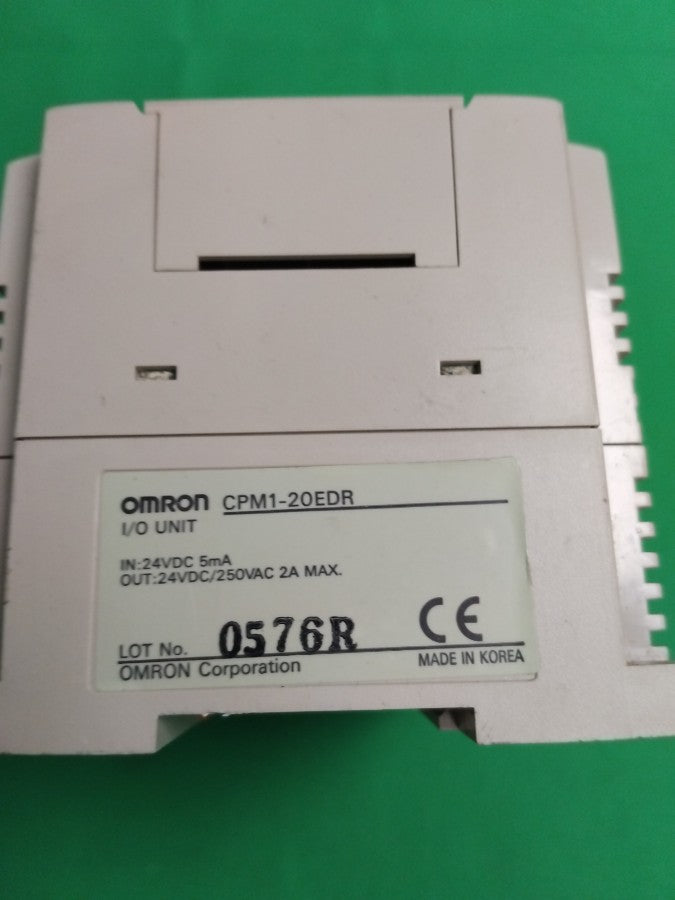 OMRON CPM1-20EDR
I/O UNIT
IN:24VDC 5mA
OUT:24VDC/250VAC 2A MAX.
LOT No. 0576R CE
OMRON Corporation MADE IN KOREA